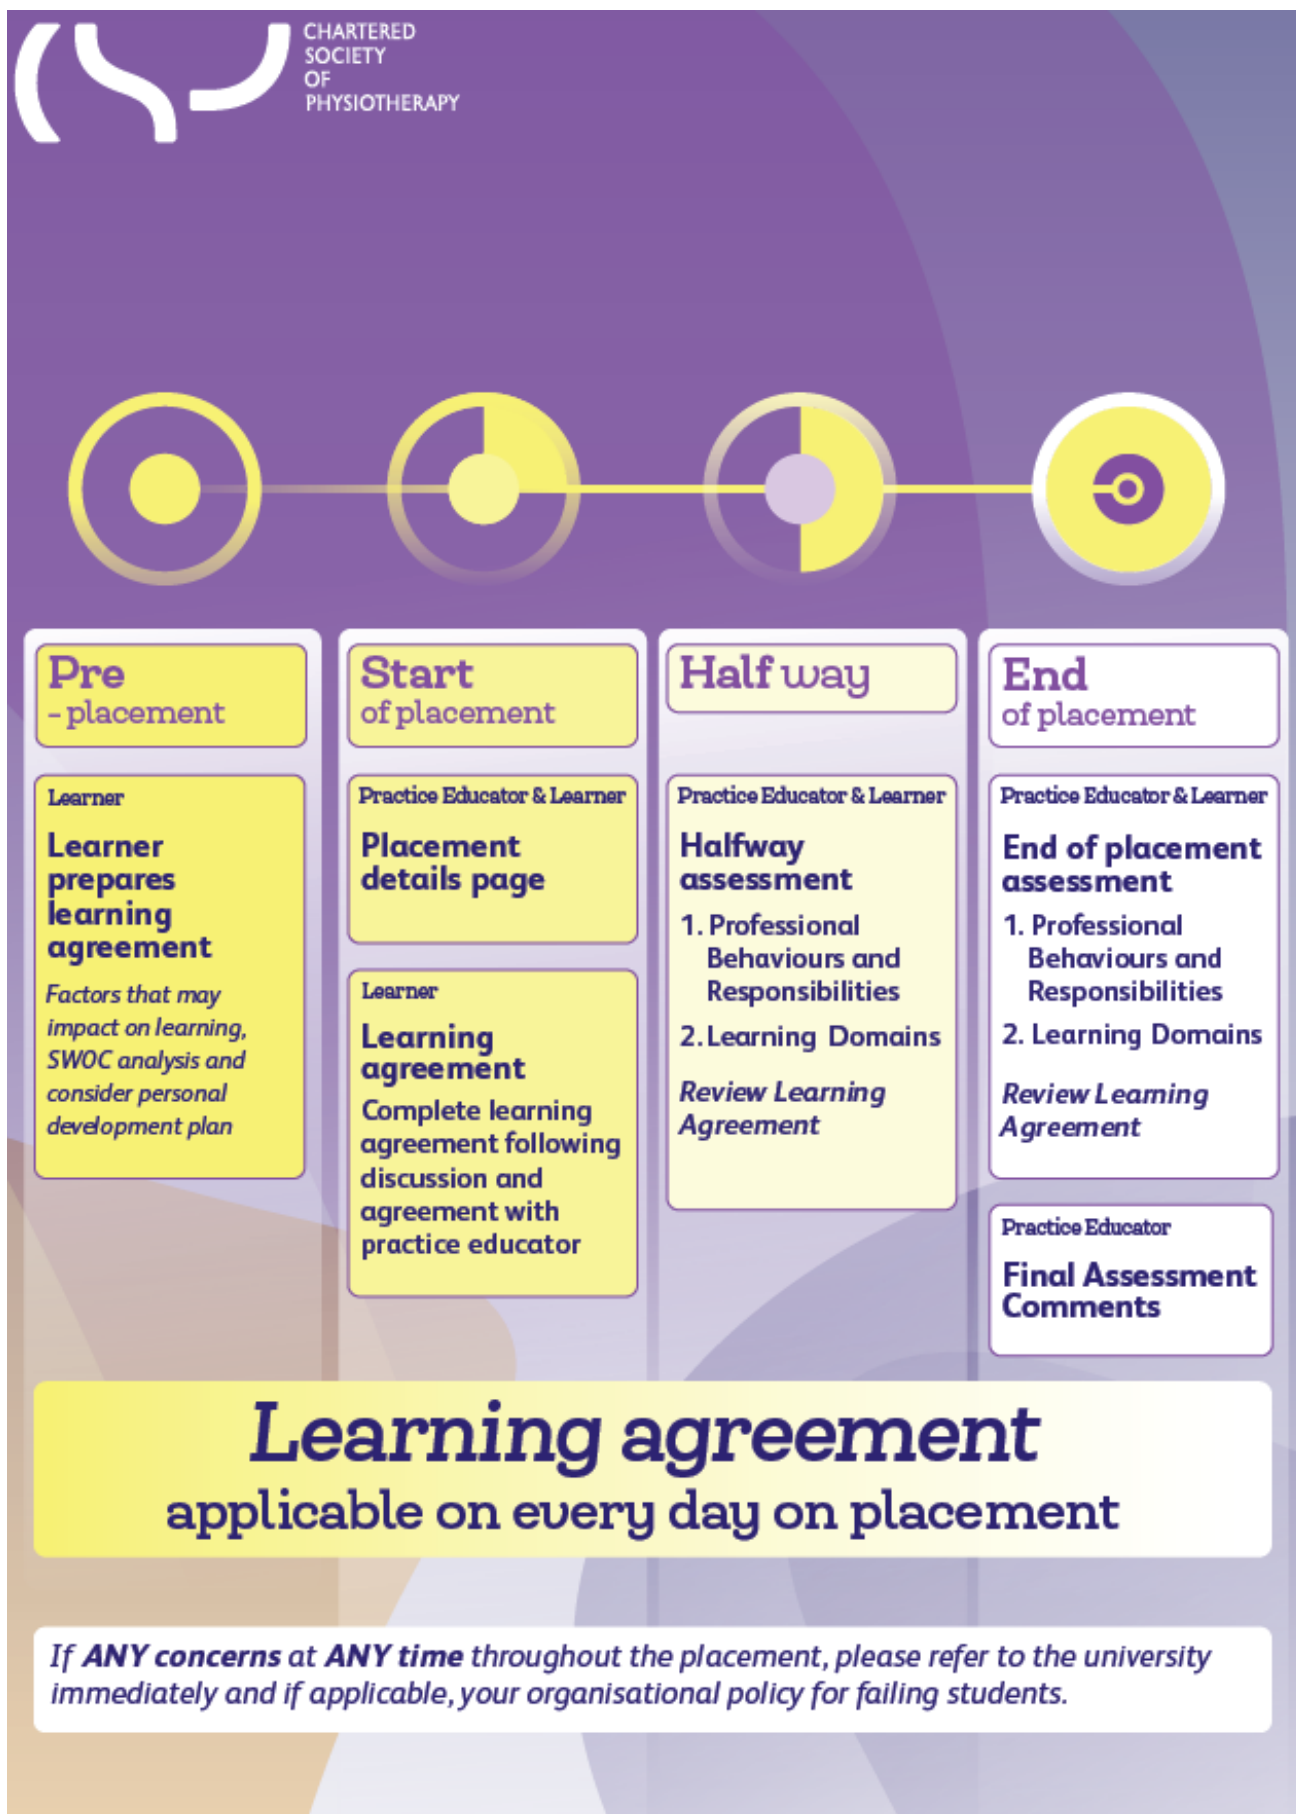 CHARTERED
SOCIETY
OF
PHYSIOTHERAPY
Pre
- placement
Learner
Learner
prepares
learning
agreement
Factors that may
impact on learning,
SWOC analysis and
consider personal
development plan
Start
of placement
Practice Educator & Learner
Placement
details page
Learner
Learning
agreement
Complete learning
agreement following
discussion and
agreement with
practice educator
Half way
Practice Educator & Learner
Halfway
assessment
1. Professional
Behaviours and
Responsibilities
2. Learning Domains
Review Learning
Agreement
End
of placement
Practice Educator & Learner
End of placement
assessment
1. Professional
Behaviours and
Responsibilities
2. Learning Domains
Review Learning
Agreement
Practice Educator
Final Assessment
Comments
Learning agreement
applicable on every day on placement
If ANY concerns at ANY time throughout the placement, please refer to the university
immediately and if applicable, your organisational policy for failing students.